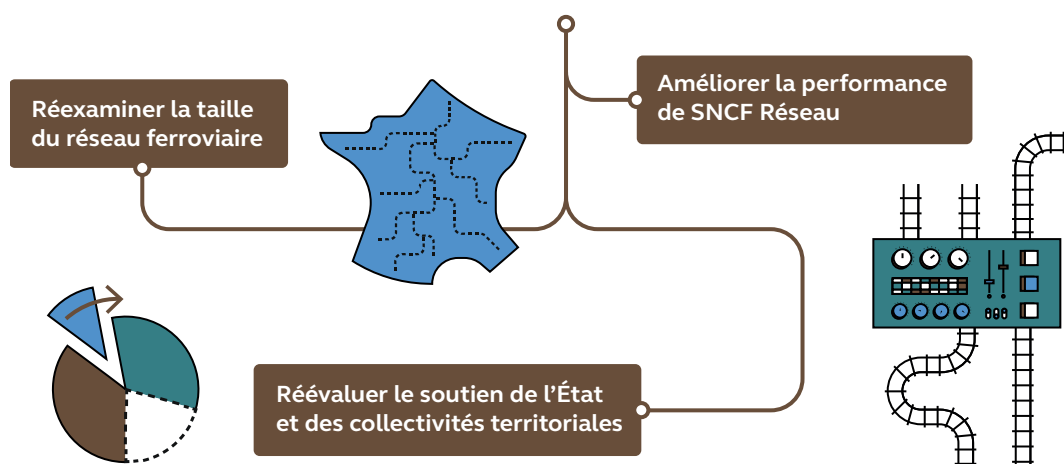 Réexaminer la taille
du réseau ferroviaire
Améliorer la performance
de SNCF Réseau
Réévaluer le soutien de l’État
et des collectivités territoriales